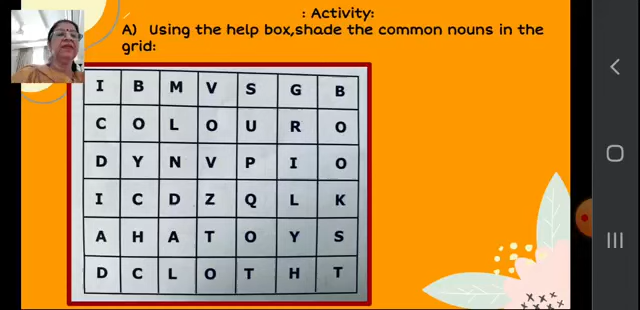 : Activity:
A) Using the help box,shade the common nouns in the
grid:
I B M V S G B
C O L O U R O
D Y N V P I O
I C D Z Q L K
A H A T O Y S
D C L O T H T